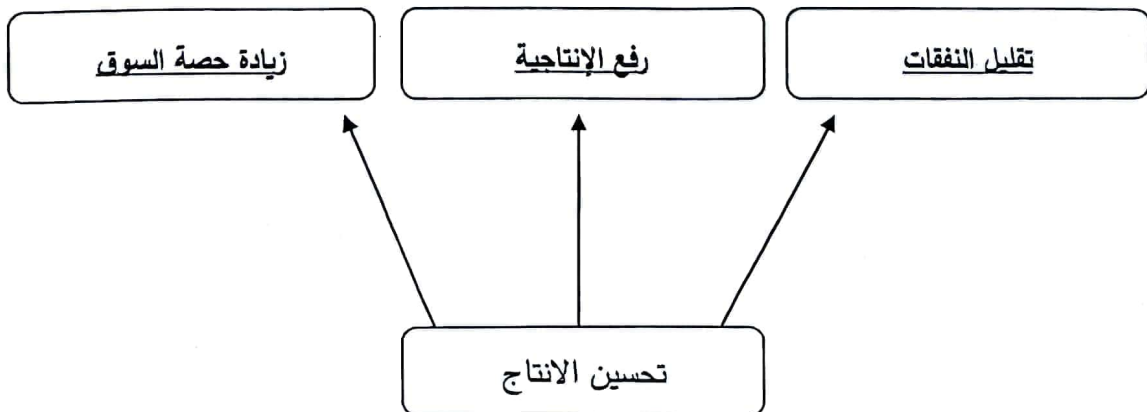 تقليل النفقات
رفع الإنتاجية
زيادة حصة السوق
تحسين الانتاج